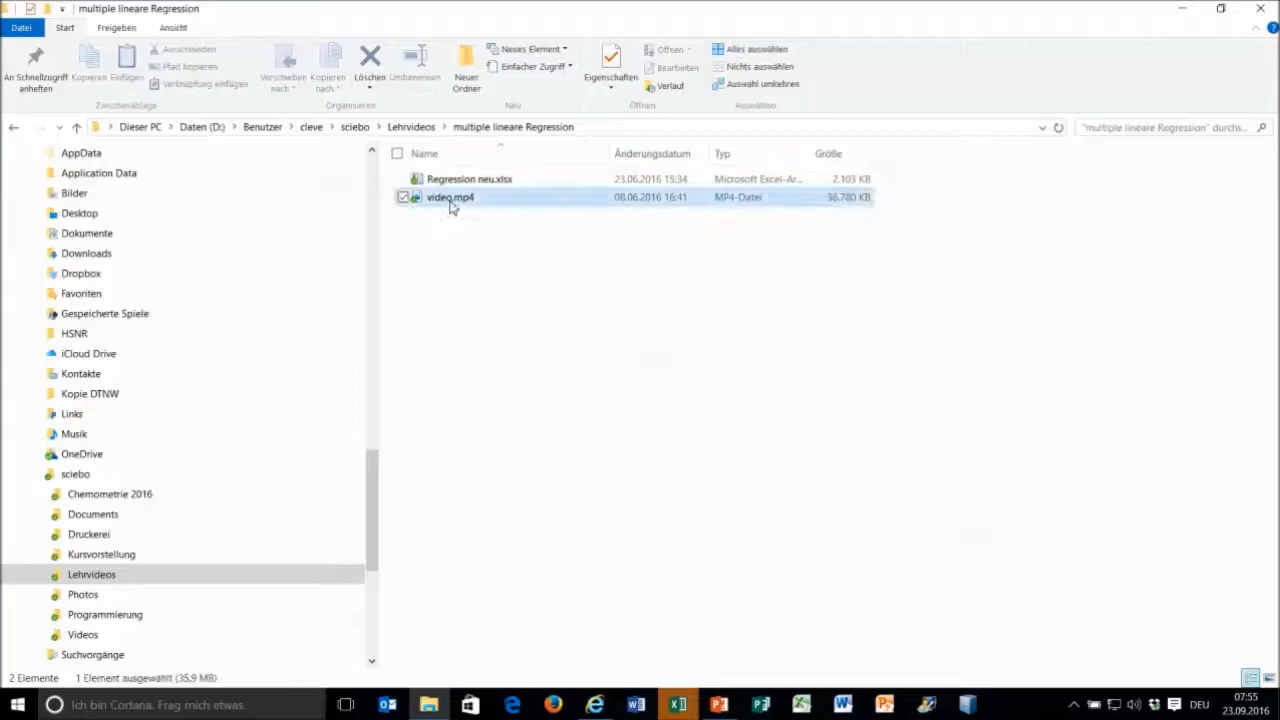 multiple lineare Regression
Datei Start Freigeben Ansicht
An Schnellzugriff anheften
Kopieren
Einfügen
Ausschneiden
Pfad kopieren
Verknüpfung einfügen
Zwischenablage
Verschieben nach
Kopieren nach
Löschen
Umbenennen
Organisieren
Neuer Ordner
Neues Element
Einfacher Zugriff
Neu
Eigenschaften
Öffnen
Bearbeiten
Verlauf
Öffnen
Alles auswählen
Nichts auswählen
Auswahl umkehren
Auswählen
Dieser PC Daten (D:) Benutzer cleve sciebo Lehrvideos multiple lineare Regression
"multiple lineare Regression" durchs...
Name Änderungsdatum Typ Größe
Regression neu.xlsx 23.06.2016 15:34 Microsoft Excel-Ar... 2.103 KB
video.mp4 08.06.2016 16:41 MP4-Datei 36.780 KB
AppData
Application Data
Bilder
Desktop
Dokumente
Downloads
Dropbox
Favoriten
Gespeicherte Spiele
HSNR
iCloud Drive
Kontakte
Kopie DTNW
Links
Musik
OneDrive
sciebo
Chemometrie 2016
Documents
Druckerei
Kursvorstellung
Lehrvideos
Photos
Programmierung
Videos
Suchvorgänge
2 Elemente 1 Element ausgewählt (35,9 MB)
Ich bin Cortana. Frag mich etwas.
DEU
07:55
23.09.2016